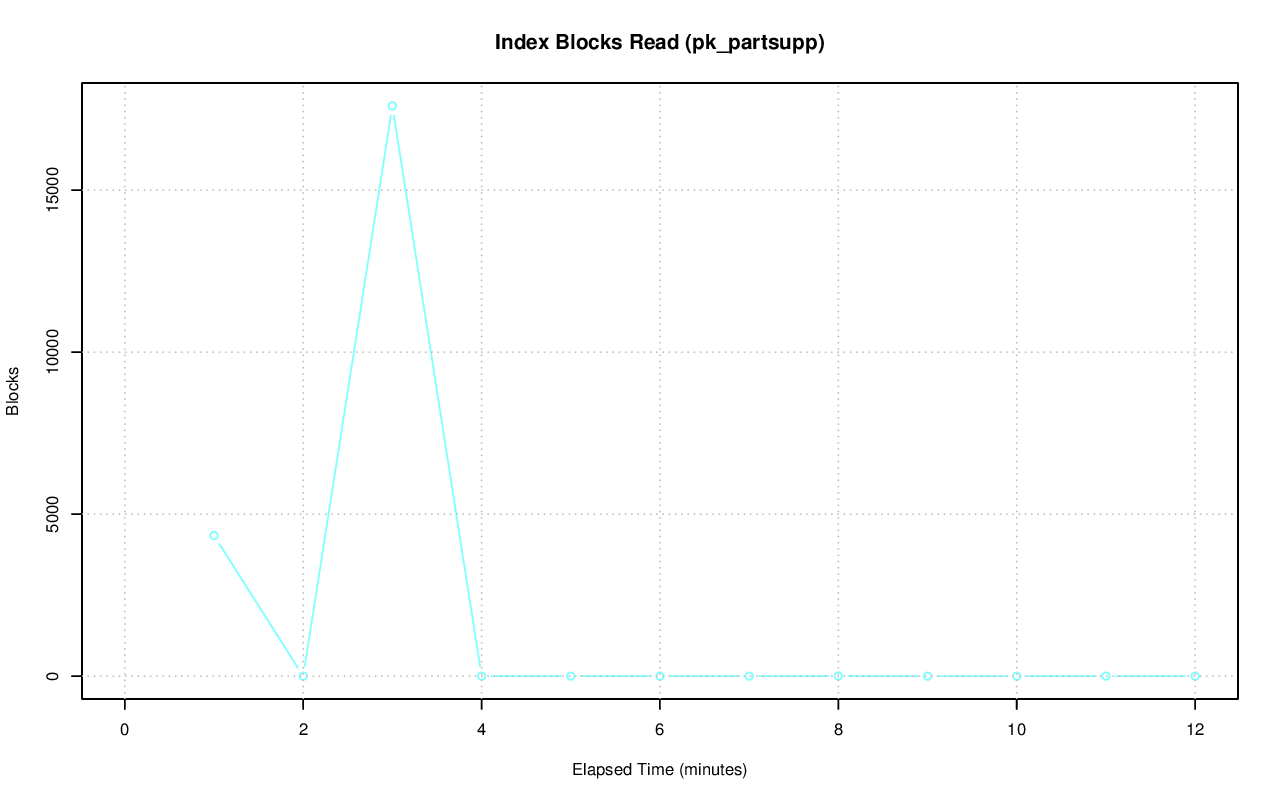 Index Blocks Read (pk_partsupp)
Blocks
15000
10000
5000
0
0 2 4 6 8 10 12
Elapsed Time (minutes)